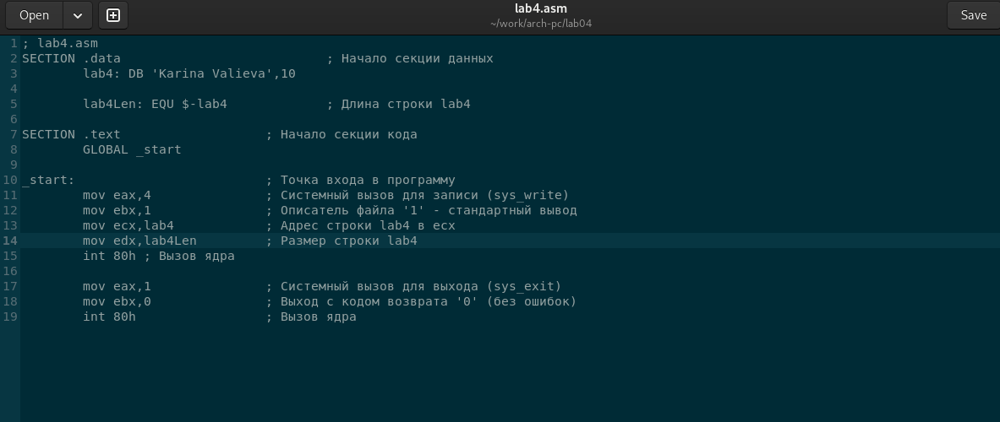 Open
lab4.asm
~/work/arch-pc/lab04
Save
1 ; lab4.asm
2 SECTION .data ; Начало секции данных
3 lab4: DB 'Karina Valieva',10
4
5 lab4Len: EQU $-lab4 ; Длина строки lab4
6
7 SECTION .text ; Начало секции кода
8 GLOBAL _start
9
10 _start: ; Точка входа в программу
11 mov eax,4 ; Системный вызов для записи (sys_write)
12 mov ebx,1 ; Описатель файла '1' - стандартный вывод
13 mov ecx,lab4 ; Адрес строки lab4 в ecx
14 mov edx,lab4Len ; Размер строки lab4
15 int 80h ; Вызов ядра
16
17 mov eax,1 ; Системный вызов для выхода (sys_exit)
18 mov ebx,0 ; Выход с кодом возврата '0' (без ошибок)
19 int 80h ; Вызов ядра